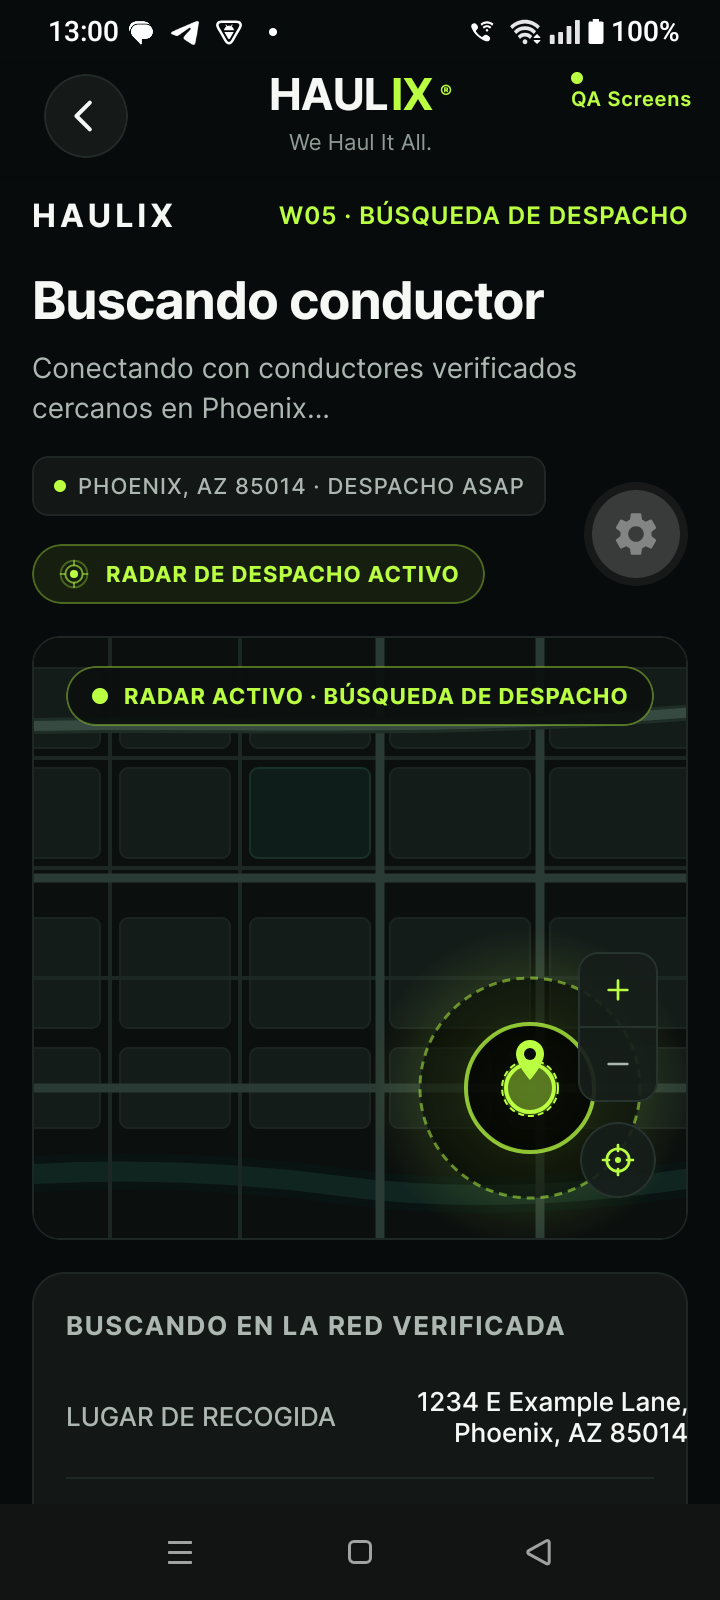 13:00
100%
HAULIX ®
We Haul It All.
QA Screens
HAULIX
W05 · BÚSQUEDA DE DESPACHO
Buscando conductor
Conectando con conductores verificados
cercanos en Phoenix...
PHOENIX, AZ 85014 · DESPACHO ASAP
RADAR DE DESPACHO ACTIVO
RADAR ACTIVO · BÚSQUEDA DE DESPACHO
+
−
BUSCANDO EN LA RED VERIFICADA
LUGAR DE RECOGIDA
1234 E Example Lane,
Phoenix, AZ 85014